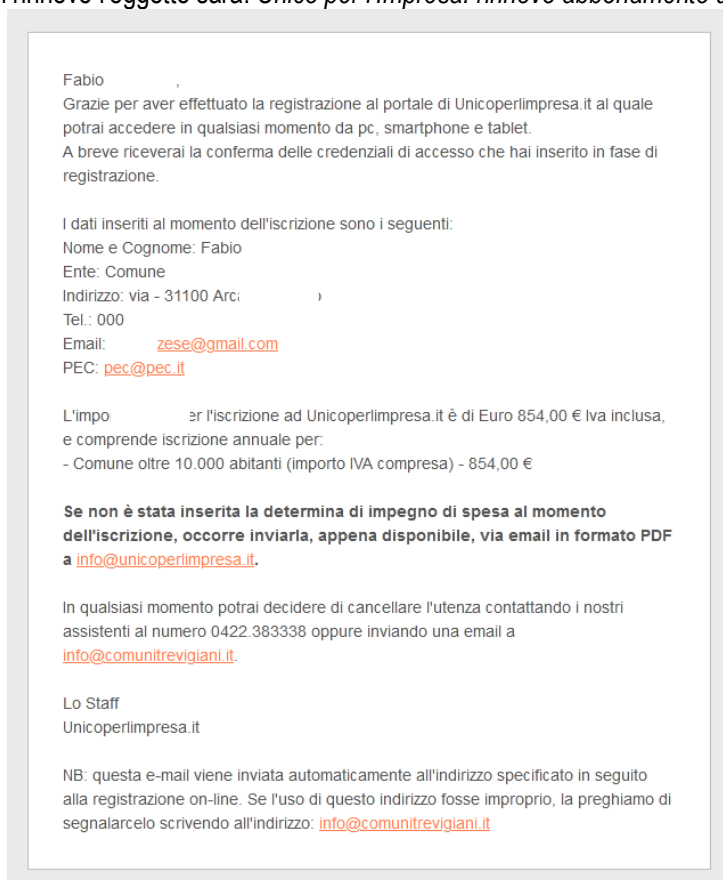 l'oggetto sarà: Unico per l'Impresa: rinnovo abbonamento
Fabio ,
Grazie per aver effettuato la registrazione al portale di Unicoperlimpresa.it al quale
potrai accedere in qualsiasi momento da pc, smartphone e tablet.
A breve riceverai la conferma delle credenziali di accesso che hai inserito in fase di
registrazione.
I dati inseriti al momento dell'iscrizione sono i seguenti:
Nome e Cognome: Fabio
Ente: Comune
Indirizzo: via - 31100 Arc
Tel.: 000
Email: zese@gmail.com
PEC: pec@pec.it
L'impo er l'iscrizione ad Unicoperlimpresa.it è di Euro 854,00 € Iva inclusa,
e comprende iscrizione annuale per:
- Comune oltre 10.000 abitanti (importo IVA compresa) - 854,00 €
Se non è stata inserita la determina di impegno di spesa al momento
dell'iscrizione, occorre inviarla, appena disponibile, via email in formato PDF
a info@unicoperlimpresa.it.
In qualsiasi momento potrai decidere di cancellare l'utenza contattando i nostri
assistenti al numero 0422.383338 oppure inviando una email a
info@comunitrevigiani.it.
Lo Staff
Unicoperlimpresa.it
NB: questa e-mail viene inviata automaticamente all'indirizzo specificato in seguito
alla registrazione on-line. Se l'uso di questo indirizzo fosse improprio, la preghiamo di
segnalarcelo scrivendo all'indirizzo: info@comunitrevigiani.it